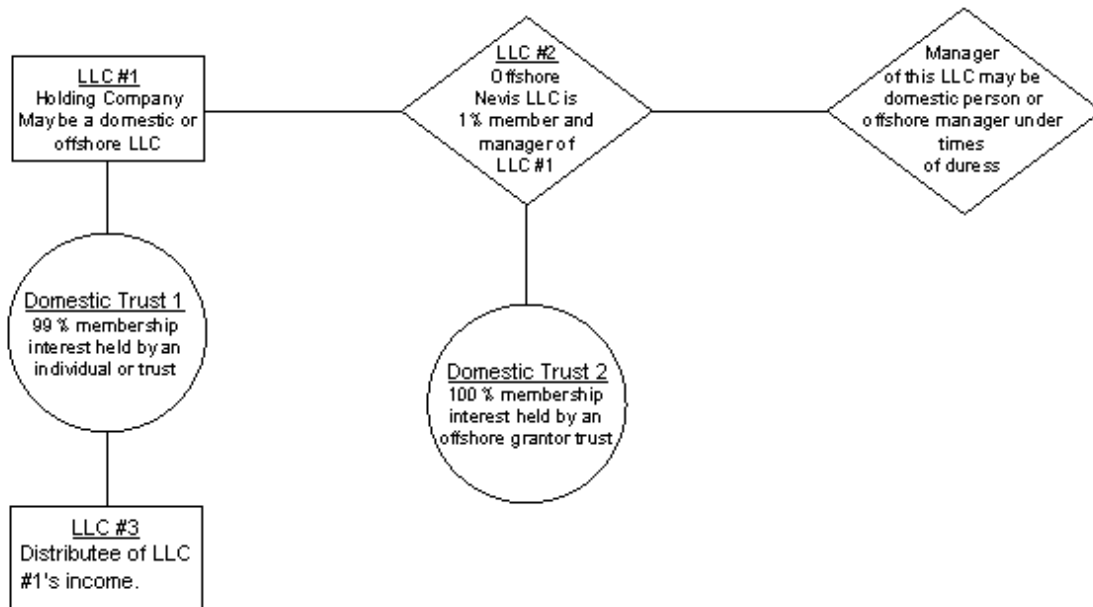 LLC #1
Holding Company
May be a domestic or
offshore LLC
LLC #2
Offshore
Nevis LLC is
1% member and
manager of
LLC #1
Manager
of this LLC may be
domestic person or
offshore manager under
times
of duress
Domestic Trust 1
99 % membership
interest held by an
individual or trust
Domestic Trust 2
100 % membership
interest held by an
offshore grantor trust
LLC #3
Distributee of LLC
#1's income.